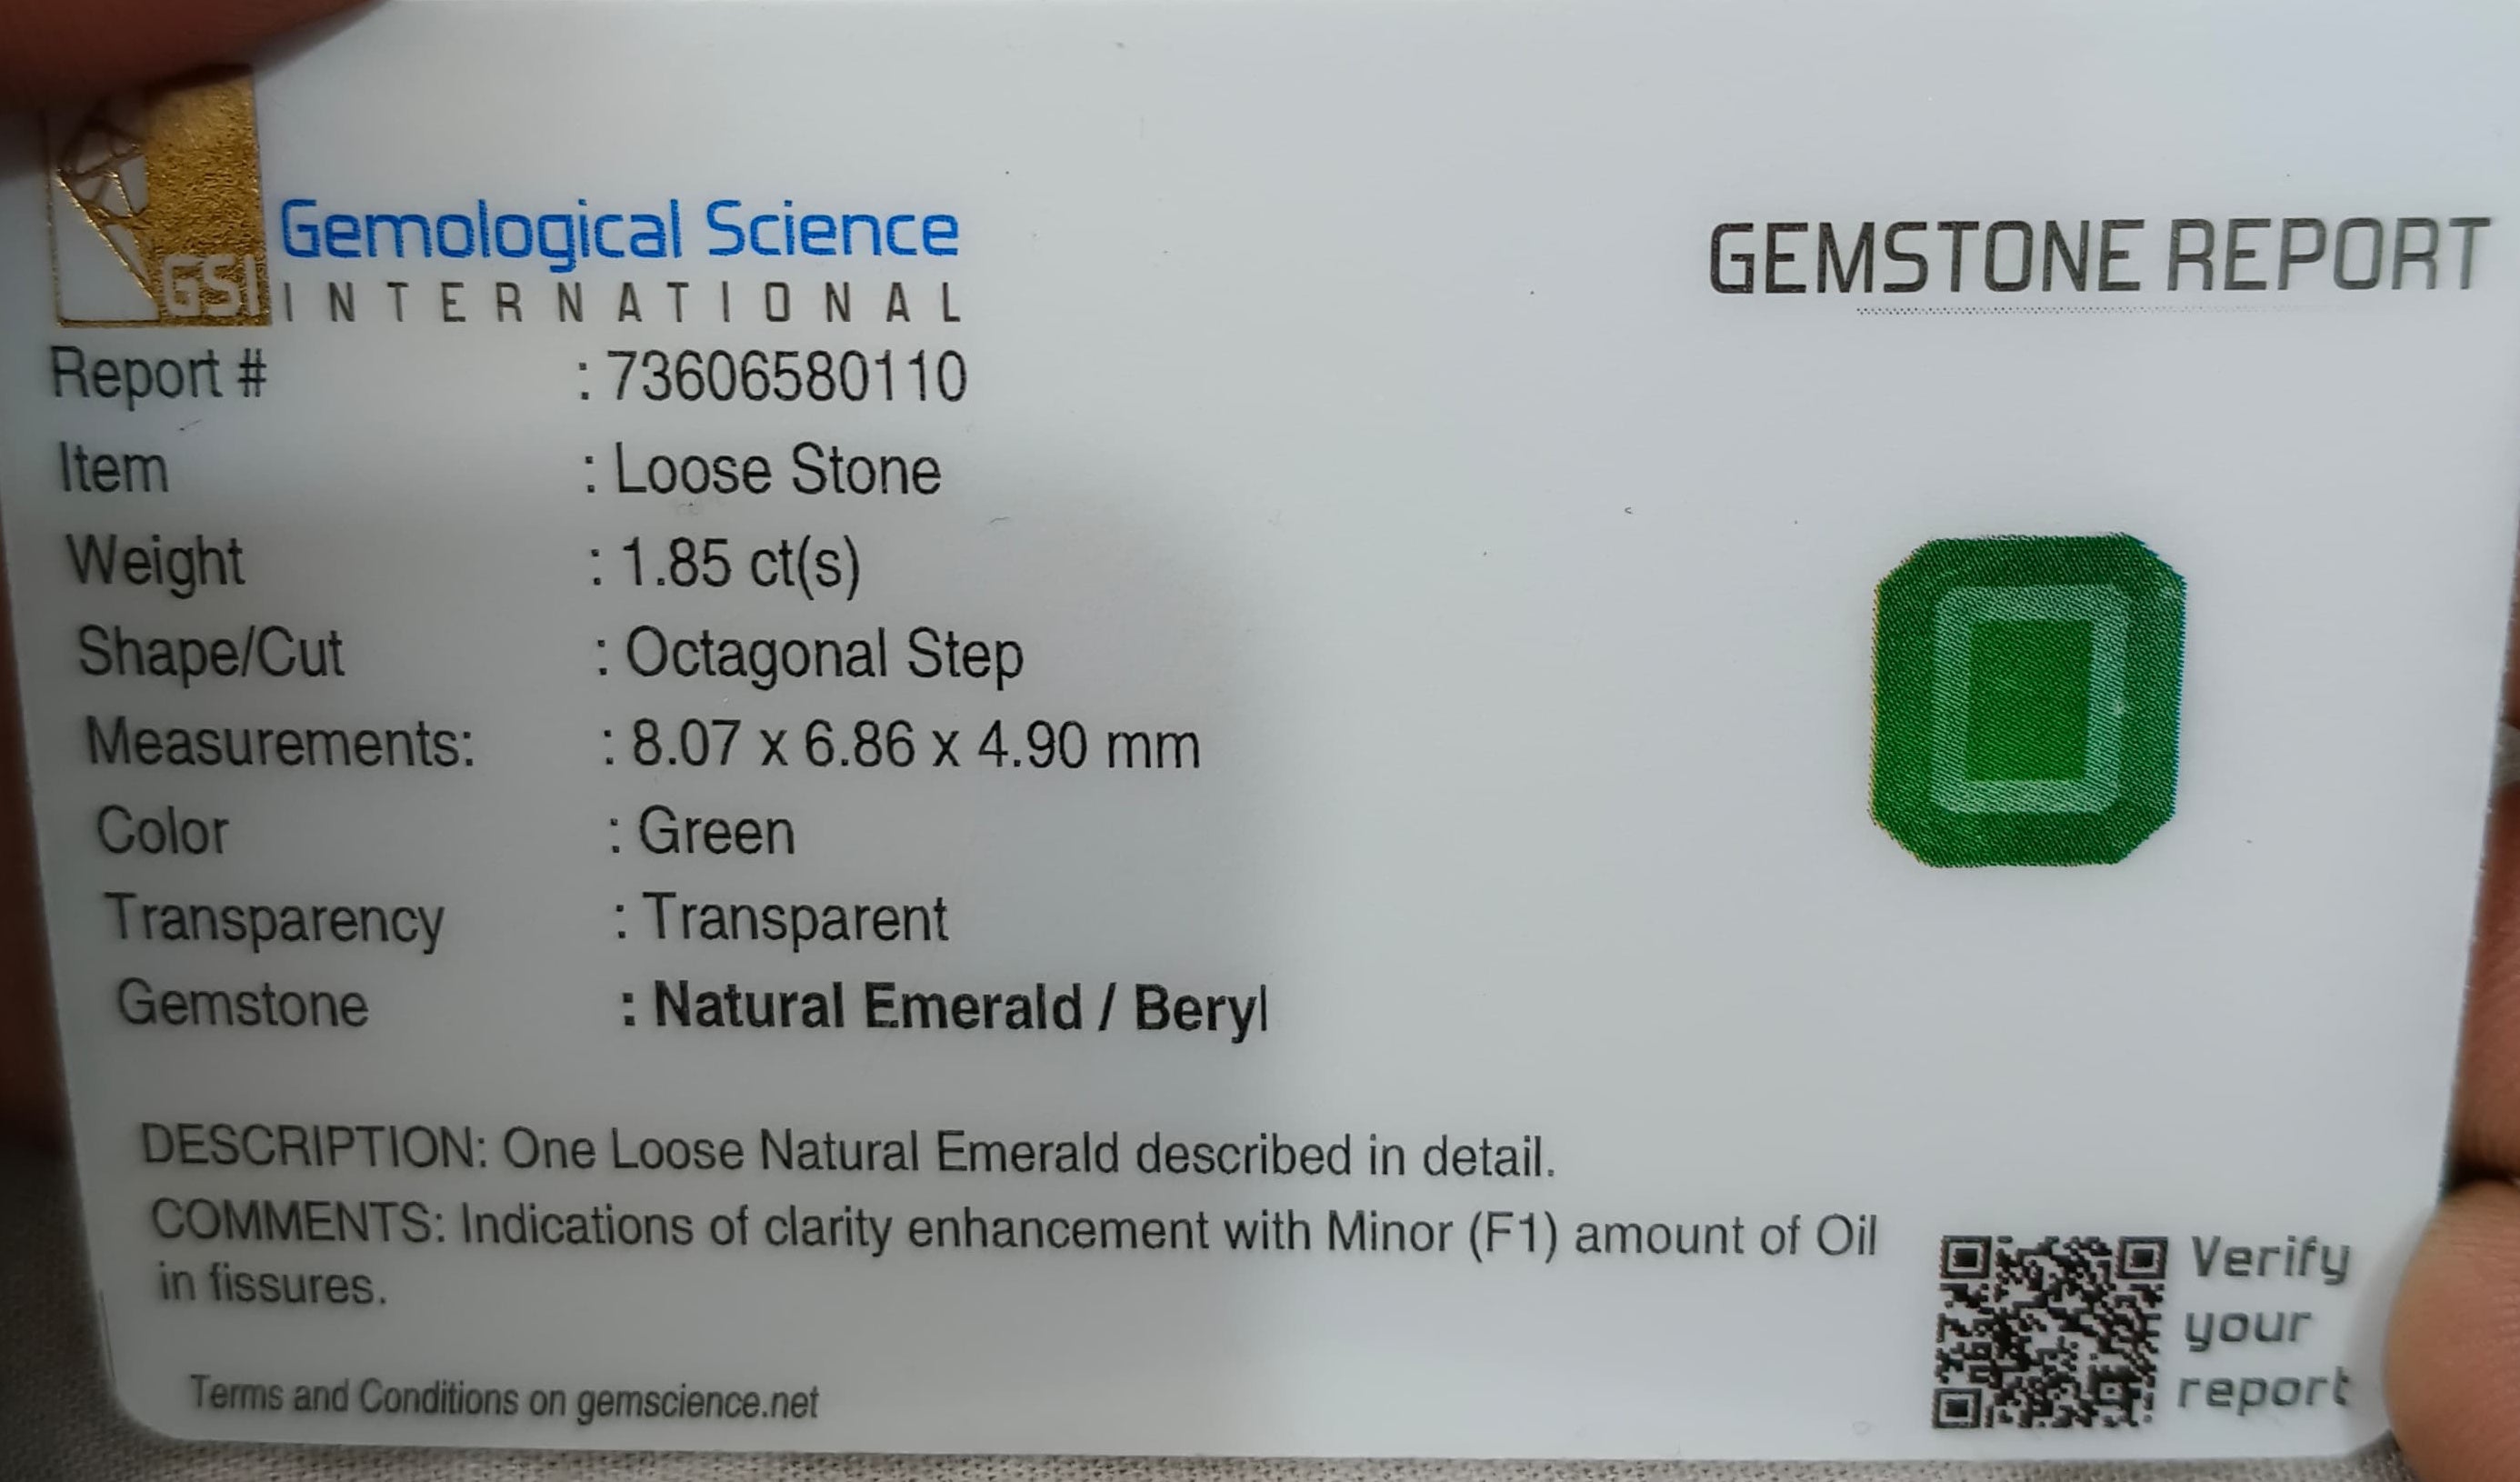 GSI
Gemological Science
INTERNATIONAL
GEMSTONE REPORT
Report # : 73606580110
Item : Loose Stone
Weight : 1.85 ct(s)
Shape/Cut : Octagonal Step
Measurements: : 8.07 x 6.86 x 4.90 mm
Color : Green
Transparency : Transparent
Gemstone : Natural Emerald / Beryl
DESCRIPTION: One Loose Natural Emerald described in detail.
COMMENTS: Indications of clarity enhancement with Minor (F1) amount of Oil
in fissures.
Verify
your
report
Terms and Conditions on gemscience.net